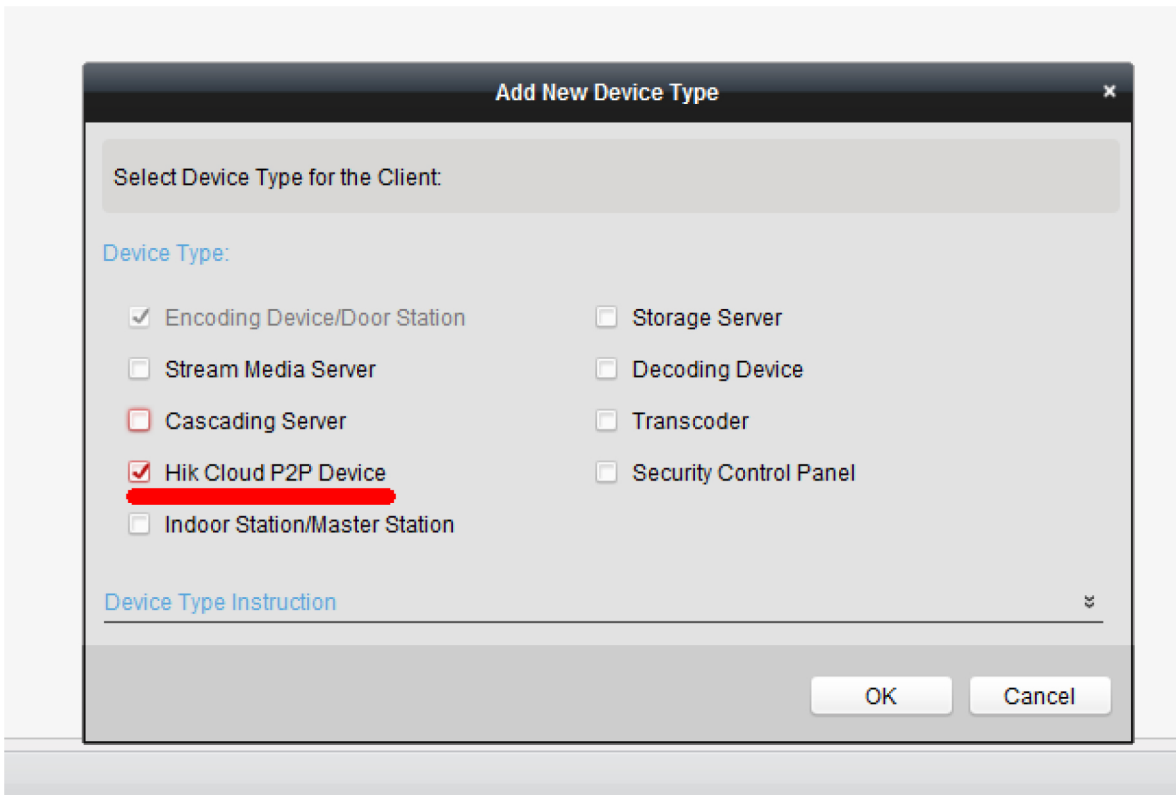 Add New Device Type
×
Select Device Type for the Client:
Device Type:
Encoding Device/Door Station
Storage Server
Stream Media Server
Decoding Device
Cascading Server
Transcoder
Hik Cloud P2P Device
Security Control Panel
Indoor Station/Master Station
Device Type Instruction
OK
Cancel